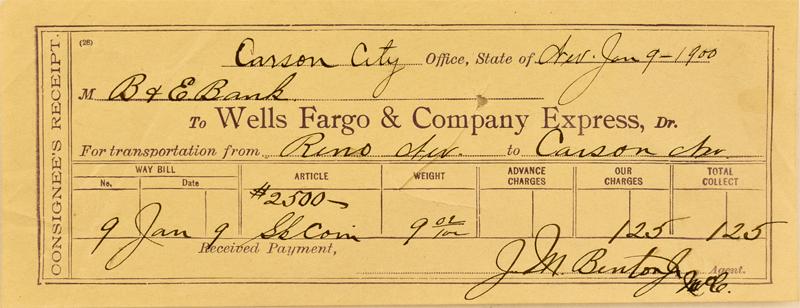 CONSIGNEE'S RECEIPT.
(28)
Carson City Office, State of Nev. Jan 9-1900
M B & E Bank
To Wells Fargo & Company Express, Dr.
For transportation from Reno Nev. to Carson Nev.
WAY BILL ARTICLE WEIGHT ADVANCE CHARGES OUR CHARGES TOTAL COLLECT
No. Date
$2500-
9 Jan 9 Sk Coin 9 125 125
Received Payment,
J. M. Benton Jr Agent.